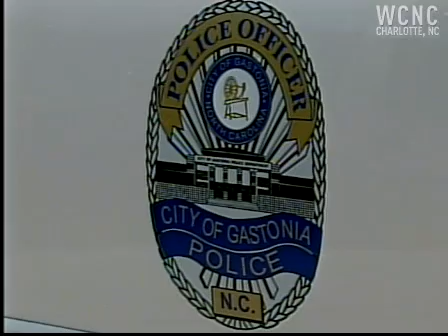 WCNC
CHARLOTTE, NC
POLICE OFFICER
CITY OF GASTONIA
NORTH CAROLINA
CITY OF GASTONIA
POLICE
N.C.